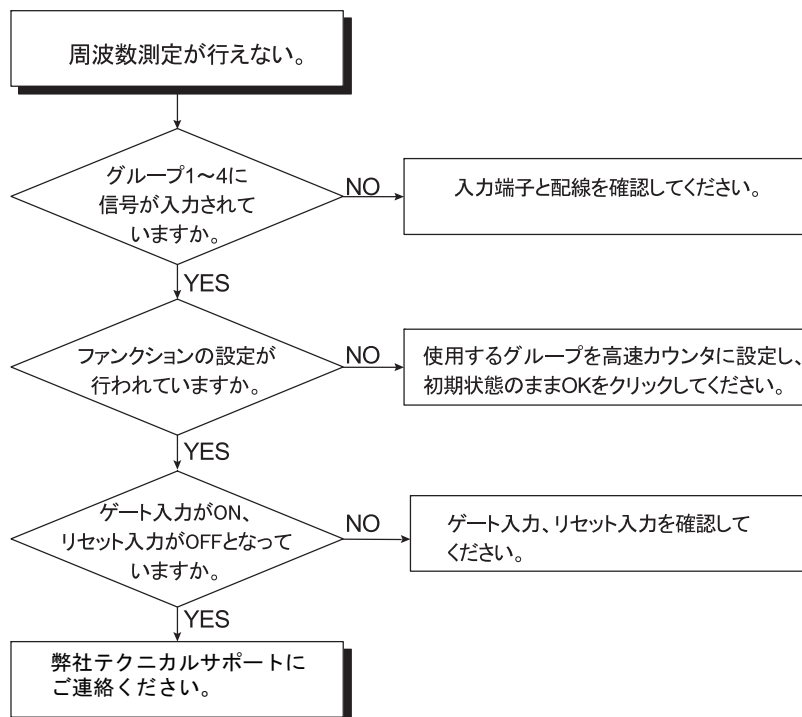 周波数測定が行えない。
グループ1～4に
信号が入力されて
いますか。
NO
入力端子と配線を確認してください。
YES
ファンクションの設定が
行われていますか。
NO
使用するグループを高速カウンタに設定し、
初期状態のままOKをクリックしてください。
YES
ゲート入力がON、
リセット入力がOFFとなって
いますか。
NO
ゲート入力、リセット入力を確認して
ください。
YES
弊社テクニカルサポートに
ご連絡ください。